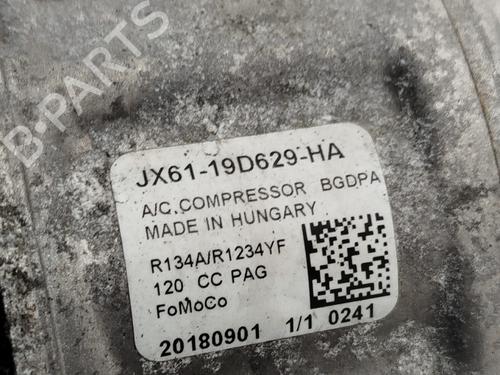 B-PARTS
JX61-19D629-HA
A/C.COMPRESSOR BGDPA
MADE IN HUNGARY
R134A/R1234YF
120 CC PAG
FoMoCo
20180901 1/1 0241